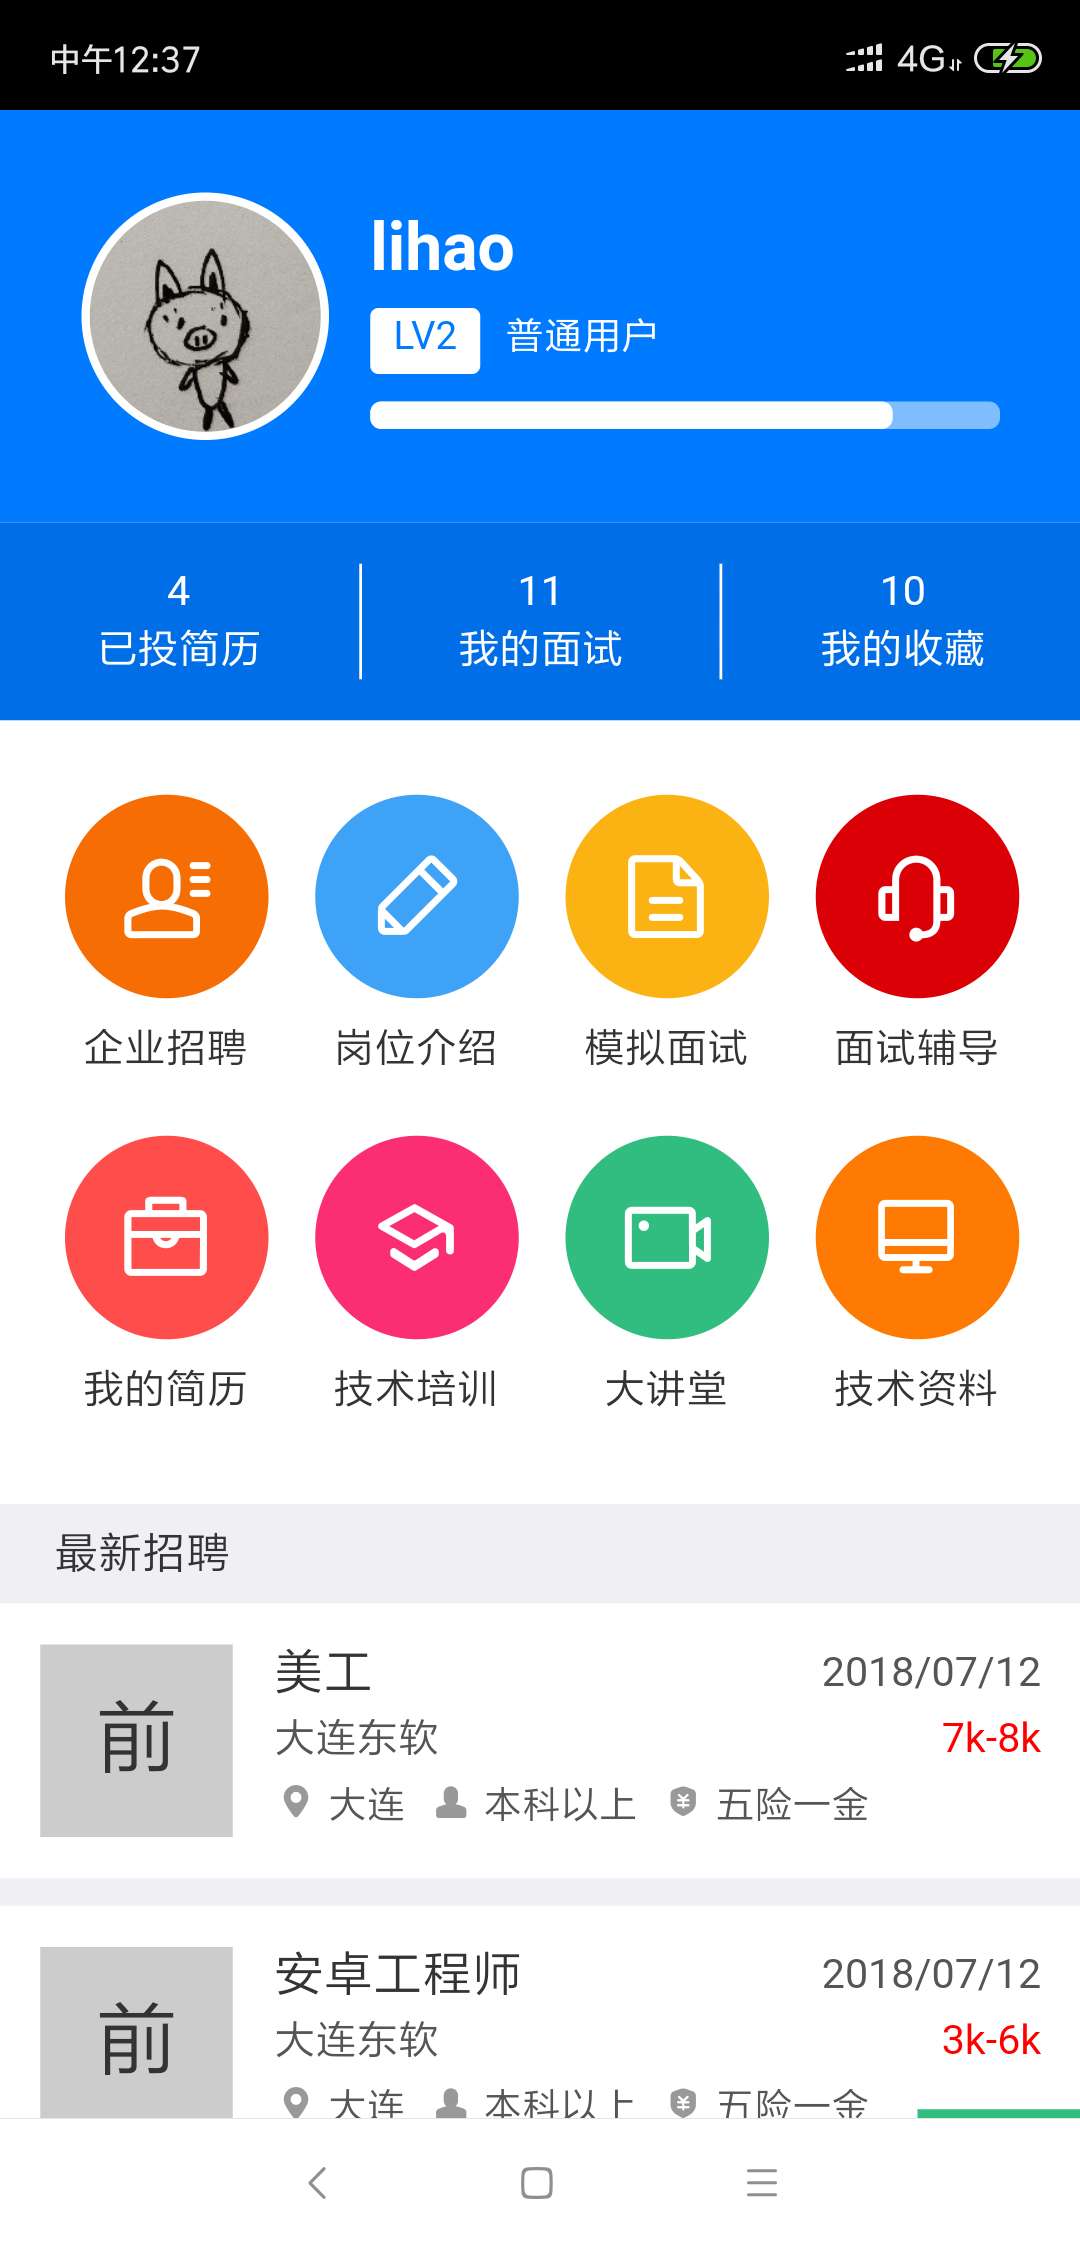 中午12:37
4G
lihao
LV2 普通用户
4
已投简历
11
我的面试
10
我的收藏
企业招聘
岗位介绍
模拟面试
面试辅导
我的简历
技术培训
大讲堂
技术资料
最新招聘
前
美工
2018/07/12
大连东软
7k-8k
大连 本科以上 五险一金
前
安卓工程师
2018/07/12
大连东软
3k-6k
大连 本科以上 五险一金